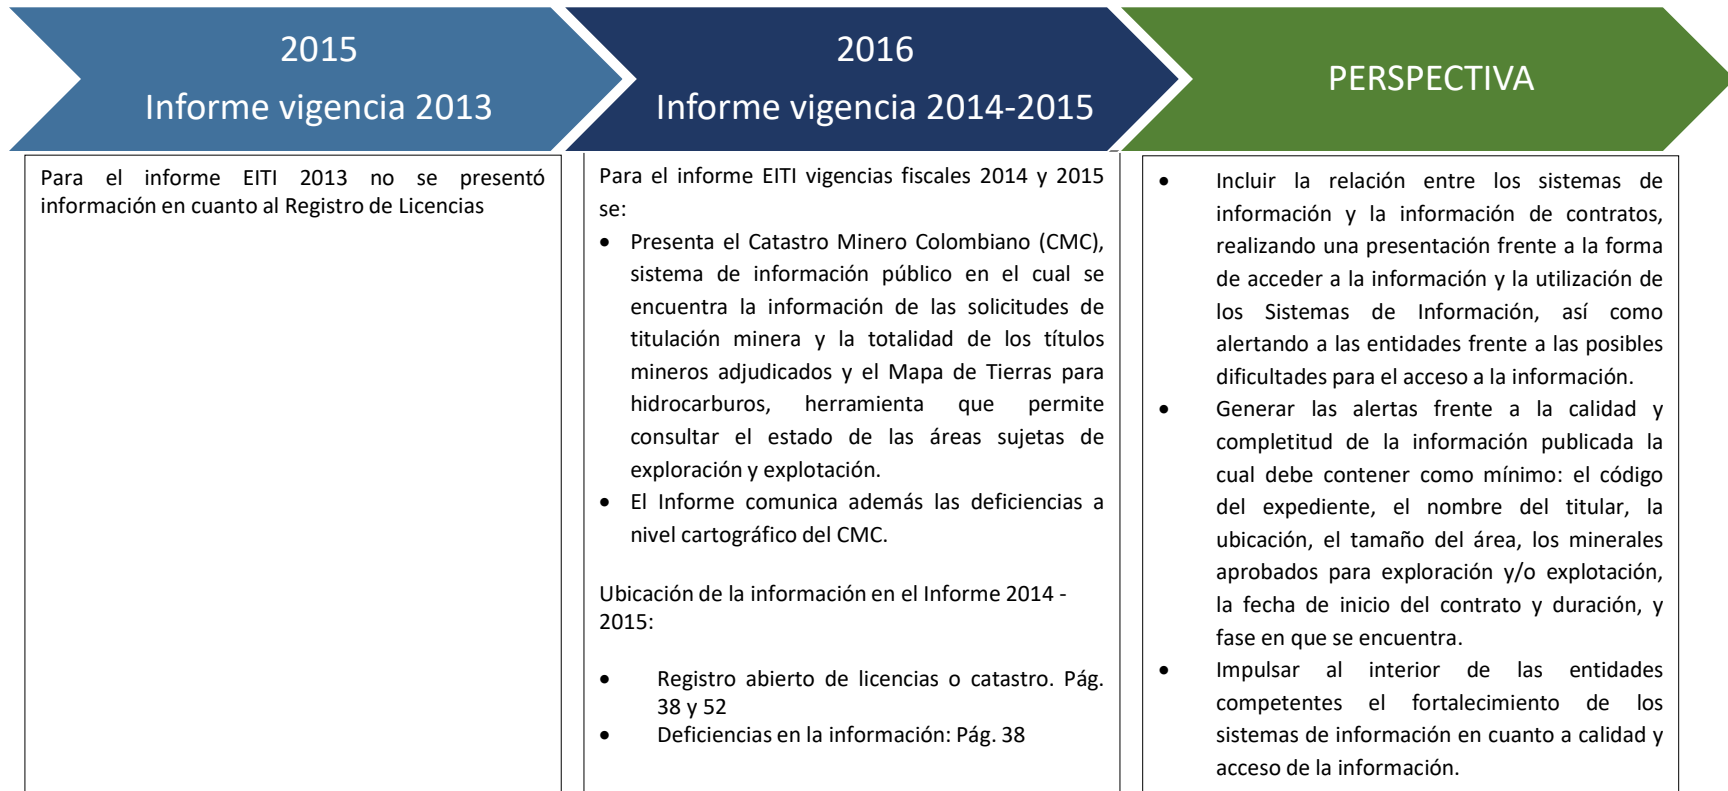 2015
Informe vigencia 2013
2016
Informe vigencia 2014-2015
PERSPECTIVA
Para el informe EITI 2013 no se presentó
información en cuanto al Registro de Licencias
Para el informe EITI vigencias fiscales 2014 y 2015
se:
• Presenta el Catastro Minero Colombiano (CMC),
sistema de información público en el cual se
encuentra la información de las solicitudes de
titulación minera y la totalidad de los títulos
mineros adjudicados y el Mapa de Tierras para
hidrocarburos, herramienta que permite
consultar el estado de las áreas sujetas de
exploración y explotación.
• El Informe comunica además las deficiencias a
nivel cartográfico del CMC.
Ubicación de la información en el Informe 2014 -
2015:
• Registro abierto de licencias o catastro. Pág.
38 y 52
• Deficiencias en la información: Pág. 38
• Incluir la relación entre los sistemas de
información y la información de contratos,
realizando una presentación frente a la forma
de acceder a la información y la utilización de
los Sistemas de Información, así como
alertando a las entidades frente a las posibles
dificultades para el acceso a la información.
• Generar las alertas frente a la calidad y
completitud de la información publicada la
cual debe contener como mínimo: el código
del expediente, el nombre del titular, la
ubicación, el tamaño del área, los minerales
aprobados para exploración y/o explotación,
la fecha de inicio del contrato y duración, y
fase en que se encuentra.
• Impulsar al interior de las entidades
competentes el fortalecimiento de los
sistemas de información en cuanto a calidad y
acceso de la información.